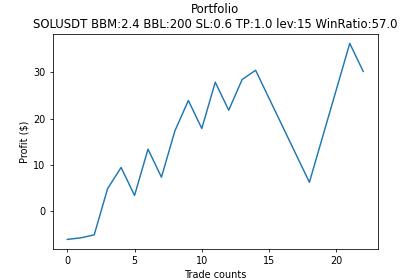 Portfolio
SOLUSDT BBM:2.4 BBL:200 SL:0.6 TP:1.0 lev:15 WinRatio:57.0
30
20
10
0
Profit ($)
0 5 10 15 20
Trade counts